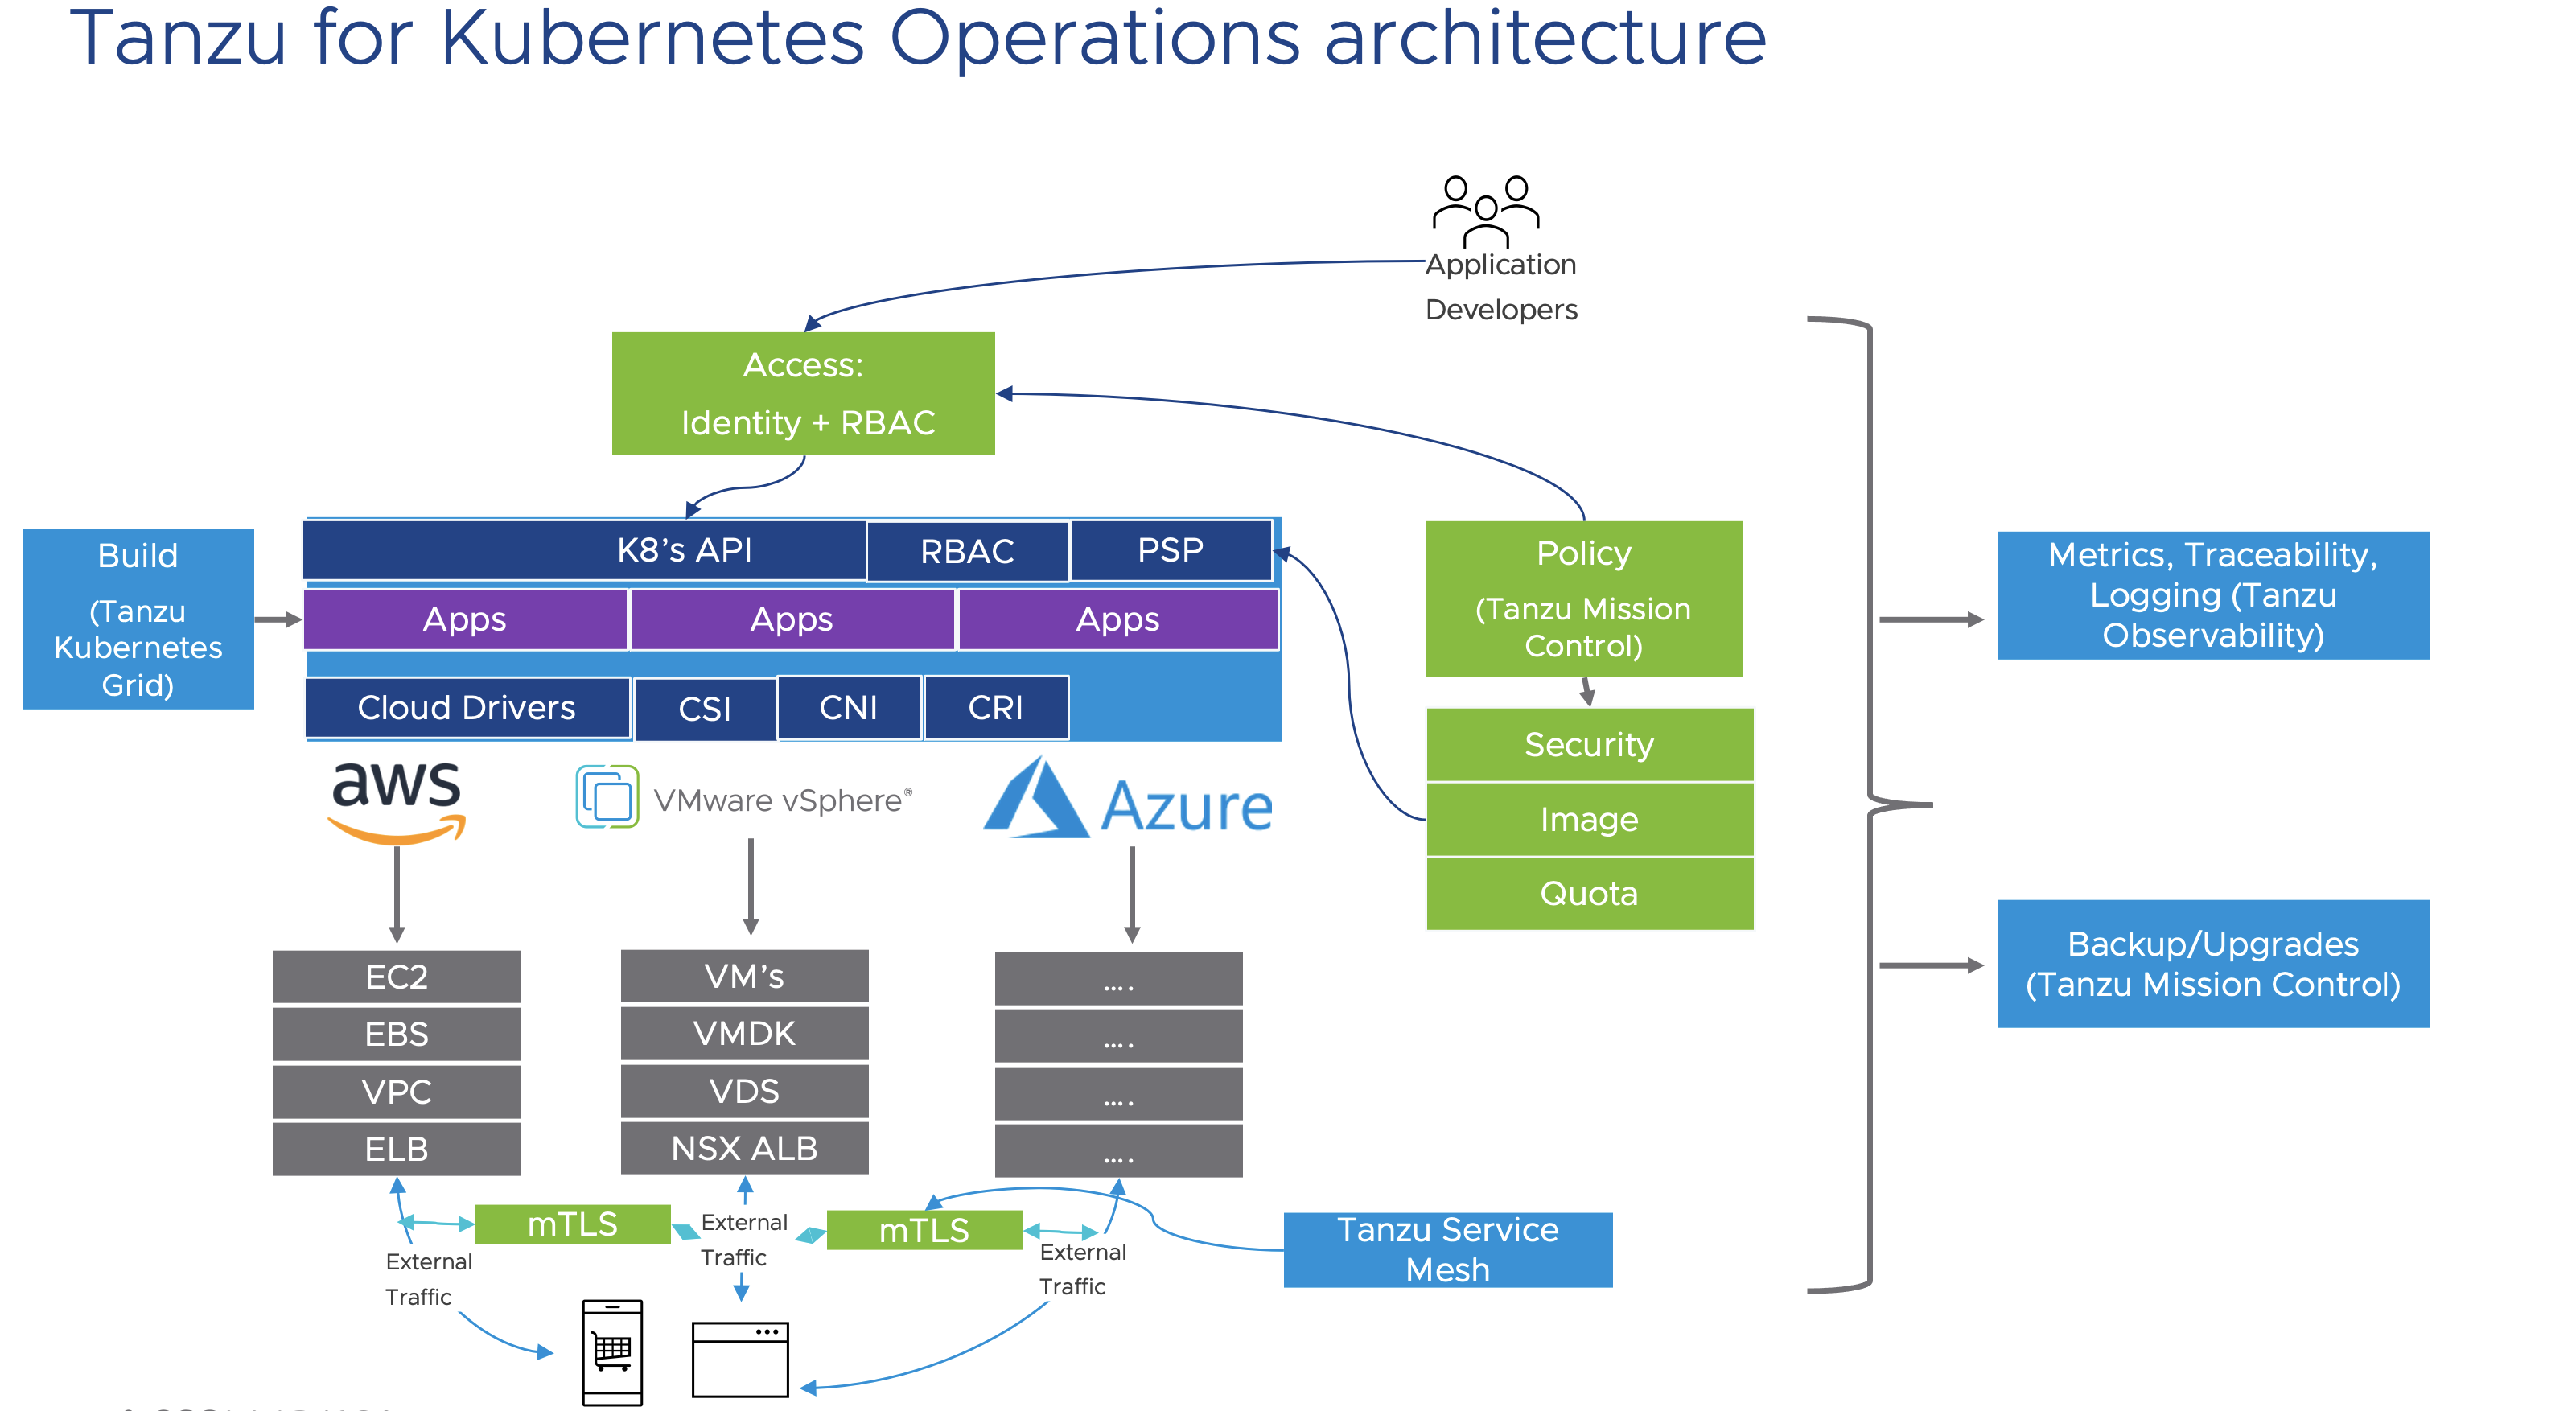 Tanzu for Kubernetes Operations architecture
Application
Developers
Access:
Identity + RBAC
Build
(Tanzu
Kubernetes
Grid)
K8's API
RBAC
PSP
Apps
Apps
Apps
Cloud Drivers
CSI
CNI
CRI
Policy
(Tanzu Mission
Control)
Security
Image
Quota
Metrics, Traceability,
Logging (Tanzu
Observability)
Backup/Upgrades
(Tanzu Mission Control)
aws
VMware vSphere®
Azure
EC2
EBS
VPC
ELB
VM's
VMDK
VDS
NSX ALB
....
....
....
....
mTLS
External
Traffic
mTLS
External
Traffic
External
Traffic
Tanzu Service
Mesh